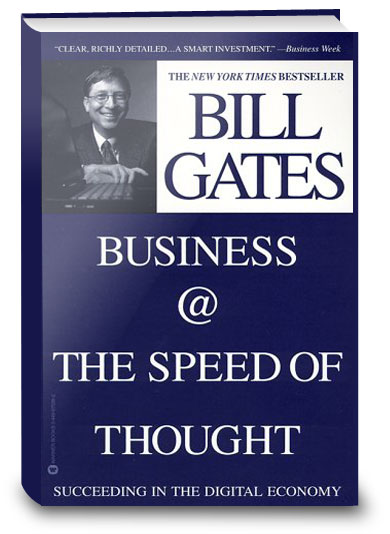 "CLEAR, RICHLY DETAILED...A SMART INVESTMENT." —Business Week
THE NEW YORK TIMES BESTSELLER
BILL
GATES
BUSINESS
@
THE SPEED OF
THOUGHT
SUCCEEDING IN THE DIGITAL ECONOMY